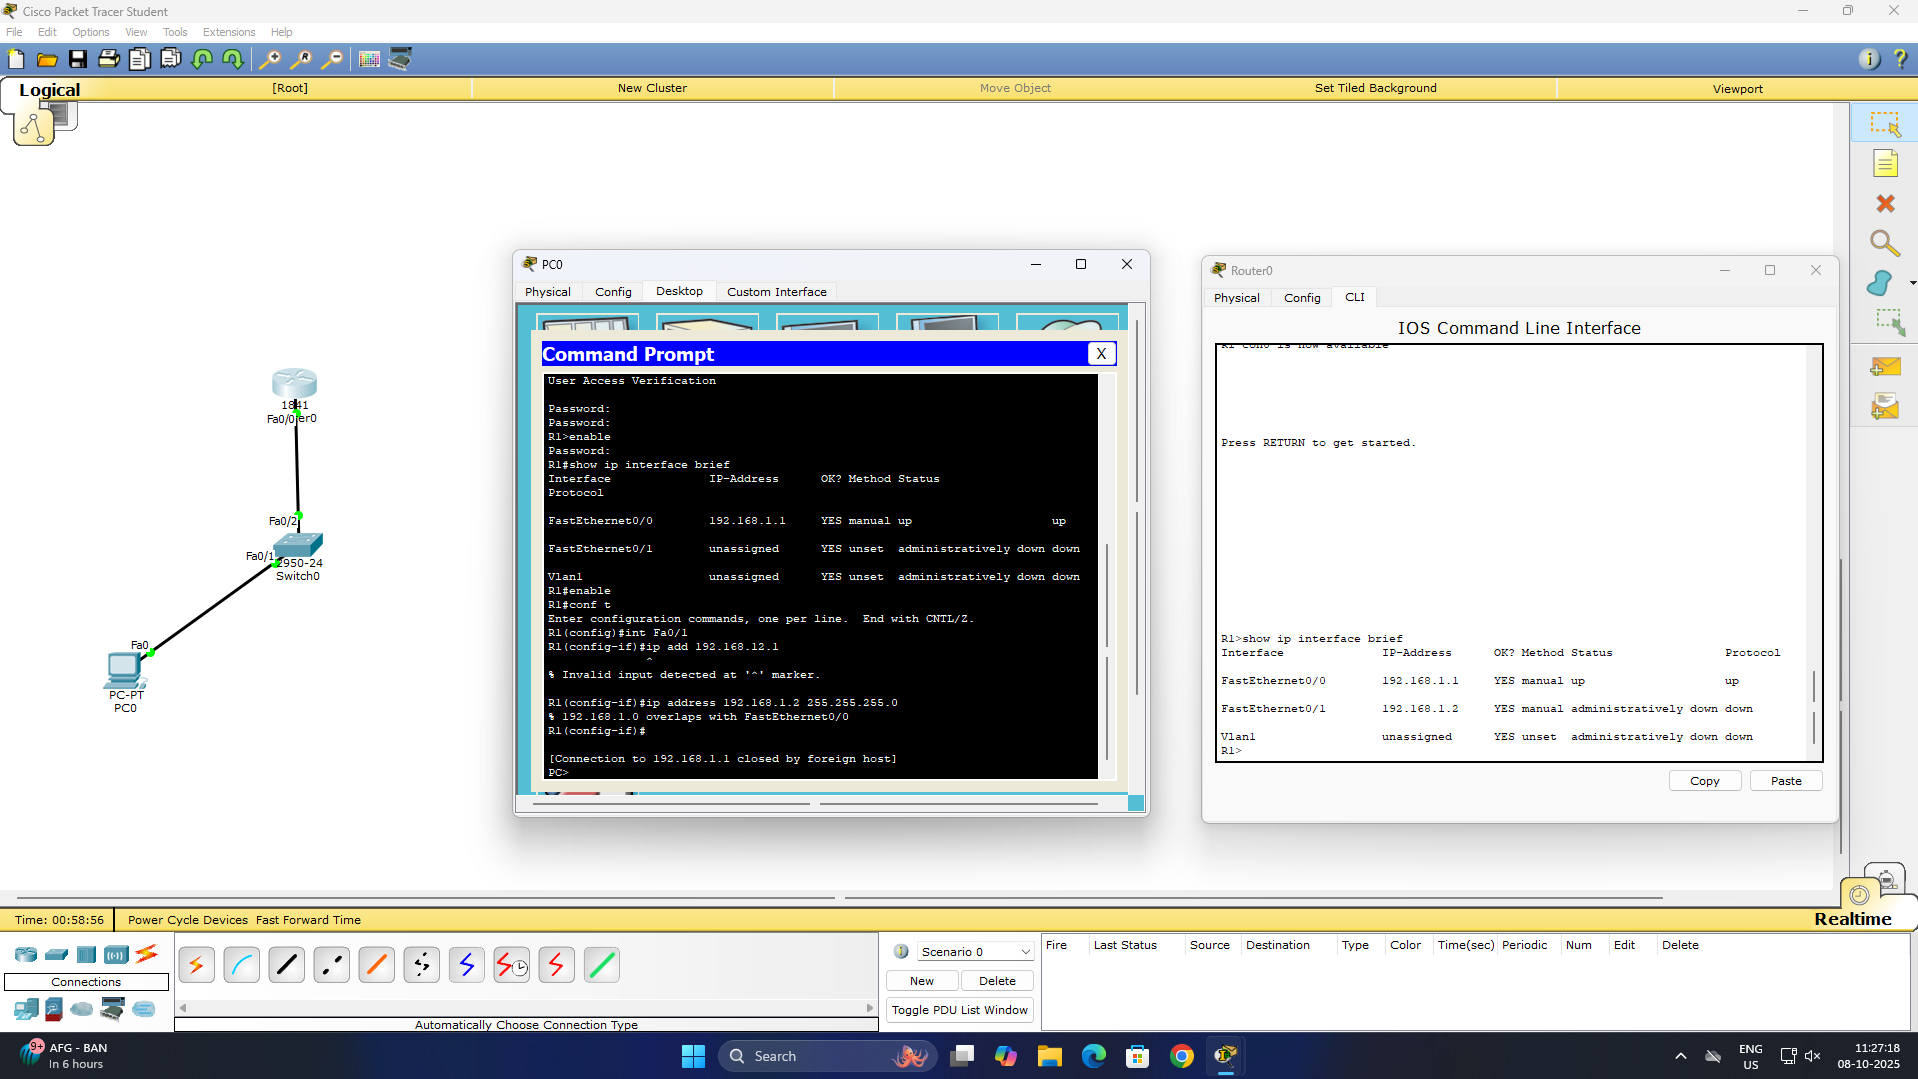 Cisco Packet Tracer Student
File Edit Options View Tools Extensions Help
Logical [Root] New Cluster Move Object Set Tiled Background Viewport
1841
Fa0/0
er0
Fa0/2
Fa0/1
2950-24
Switch0
Fa0
PC-PT
PC0
PC0
Physical Config Desktop Custom Interface
Command Prompt X
User Access Verification
Password:
Password:
R1>enable
Password:
R1#show ip interface brief
Interface IP-Address OK? Method Status
Protocol
FastEthernet0/0 192.168.1.1 YES manual up up
FastEthernet0/1 unassigned YES unset administratively down down
Vlan1 unassigned YES unset administratively down down
R1#enable
R1#conf t
Enter configuration commands, one per line. End with CNTL/Z.
R1(config)#int Fa0/1
R1(config-if)#ip add 192.168.12.1
^
% Invalid input detected at '^' marker.
R1(config-if)#ip address 192.168.1.2 255.255.255.0
% 192.168.1.0 overlaps with FastEthernet0/0
R1(config-if)#
[Connection to 192.168.1.1 closed by foreign host]
PC>
Router0
Physical Config CLI
IOS Command Line Interface
R1 con0 is now available
Press RETURN to get started.
R1>show ip interface brief
Interface IP-Address OK? Method Status Protocol
FastEthernet0/0 192.168.1.1 YES manual up up
FastEthernet0/1 192.168.1.2 YES manual administratively down down
Vlan1 unassigned YES unset administratively down down
R1>
Copy Paste
Time: 00:58:56 Power Cycle Devices Fast Forward Time
Realtime
Connections
Automatically Choose Connection Type
Scenario 0
New Delete
Toggle PDU List Window
Fire Last Status Source Destination Type Color Time(sec) Periodic Num Edit Delete
9+
AFG - BAN
In 6 hours
Search
ENG
US
11:27:18
08-10-2025